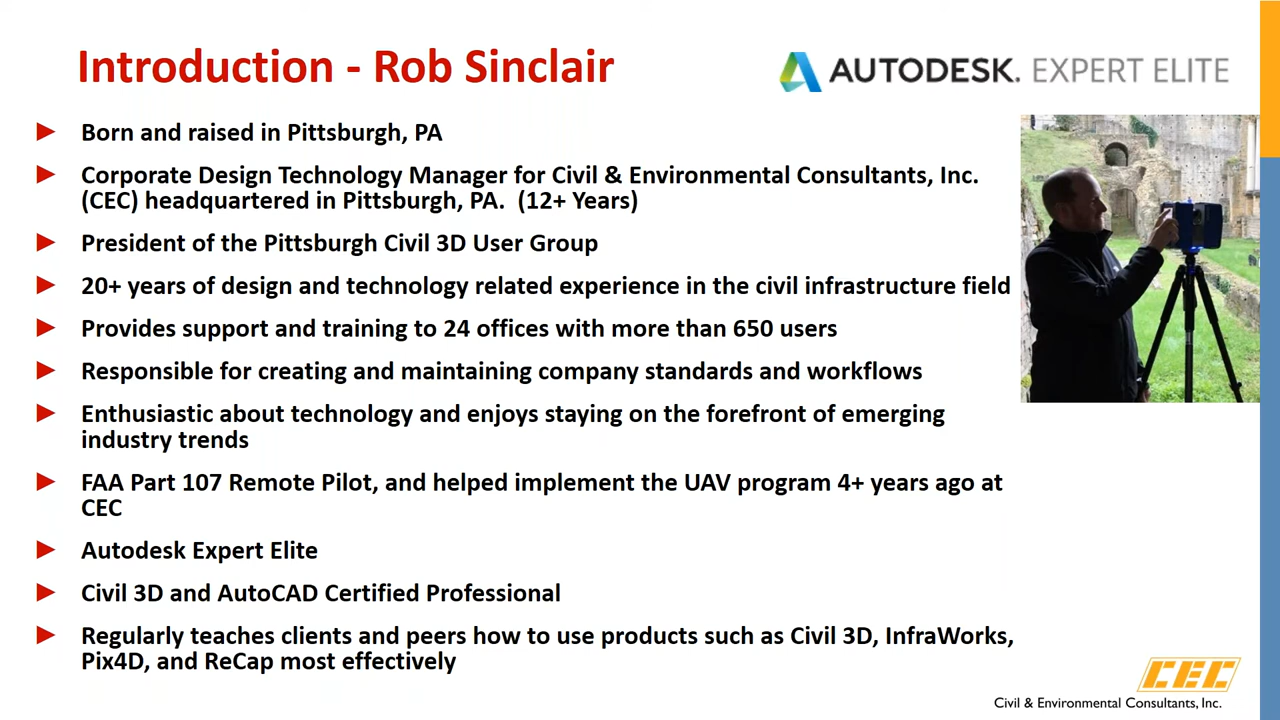 Introduction - Rob Sinclair
AUTODESK. EXPERT ELITE
Born and raised in Pittsburgh, PA
Corporate Design Technology Manager for Civil & Environmental Consultants, Inc.
(CEC) headquartered in Pittsburgh, PA. (12+ Years)
President of the Pittsburgh Civil 3D User Group
20+ years of design and technology related experience in the civil infrastructure field
Provides support and training to 24 offices with more than 650 users
Responsible for creating and maintaining company standards and workflows
Enthusiastic about technology and enjoys staying on the forefront of emerging
industry trends
FAA Part 107 Remote Pilot, and helped implement the UAV program 4+ years ago at
CEC
Autodesk Expert Elite
Civil 3D and AutoCAD Certified Professional
Regularly teaches clients and peers how to use products such as Civil 3D, InfraWorks,
Pix4D, and ReCap most effectively
CEC
Civil & Environmental Consultants, Inc.